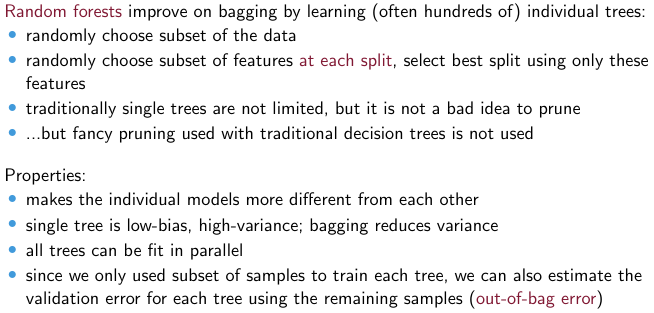 Random forests improve on bagging by learning (often hundreds of) individual trees:
• randomly choose subset of the data
• randomly choose subset of features at each split, select best split using only these
features
• traditionally single trees are not limited, but it is not a bad idea to prune
• ...but fancy pruning used with traditional decision trees is not used
Properties:
• makes the individual models more different from each other
• single tree is low-bias, high-variance; bagging reduces variance
• all trees can be fit in parallel
• since we only used subset of samples to train each tree, we can also estimate the
validation error for each tree using the remaining samples (out-of-bag error)